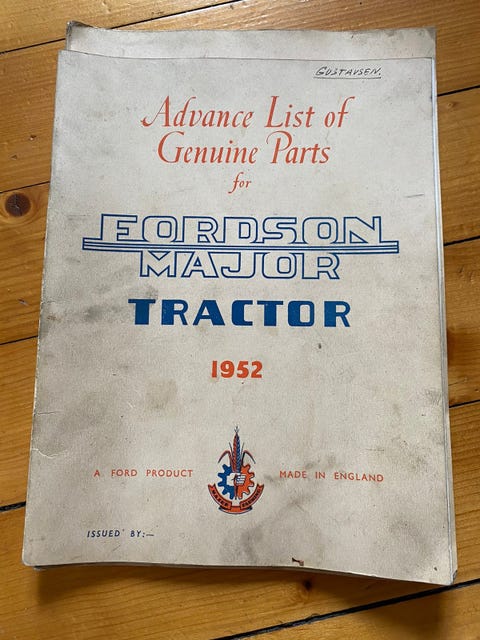 GUSTAVSEN.
Advance List of
Genuine Parts
for
FORDSON
MAJOR
TRACTOR
1952
A FORD PRODUCT
MADE IN ENGLAND
ISSUED BY:—